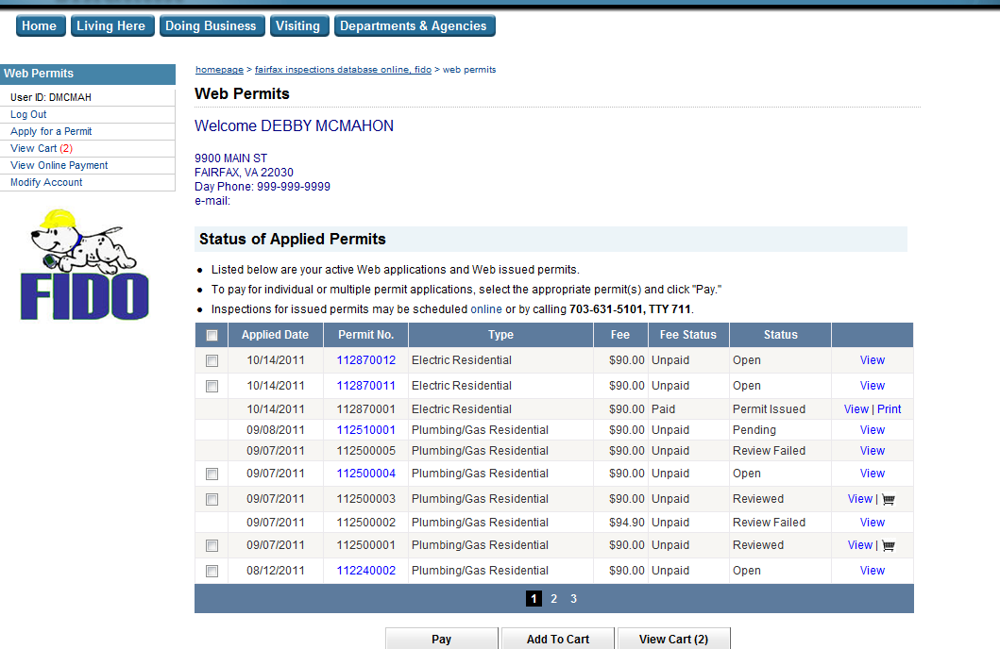 Home Living Here Doing Business Visiting Departments & Agencies
Web Permits
User ID: DMCMAH
Log Out
Apply for a Permit
View Cart (2)
View Online Payment
Modify Account
FIDO
homepage > fairfax inspections database online, fido > web permits
Web Permits
Welcome DEBBY MCMAHON
9900 MAIN ST
FAIRFAX, VA 22030
Day Phone: 999-999-9999
e-mail:
Status of Applied Permits
• Listed below are your active Web applications and Web issued permits.
• To pay for individual or multiple permit applications, select the appropriate permit(s) and click "Pay."
• Inspections for issued permits may be scheduled online or by calling 703-631-5101, TTY 711.
Applied Date Permit No. Type Fee Fee Status Status
10/14/2011 112870012 Electric Residential $90.00 Unpaid Open View
10/14/2011 112870011 Electric Residential $90.00 Unpaid Open View
10/14/2011 112870001 Electric Residential $90.00 Paid Permit Issued View | Print
09/08/2011 112510001 Plumbing/Gas Residential $90.00 Unpaid Pending View
09/07/2011 112500005 Plumbing/Gas Residential $90.00 Unpaid Review Failed View
09/07/2011 112500004 Plumbing/Gas Residential $90.00 Unpaid Open View
09/07/2011 112500003 Plumbing/Gas Residential $90.00 Unpaid Reviewed View |
09/07/2011 112500002 Plumbing/Gas Residential $94.90 Unpaid Review Failed View
09/07/2011 112500001 Plumbing/Gas Residential $90.00 Unpaid Reviewed View |
08/12/2011 112240002 Plumbing/Gas Residential $90.00 Unpaid Open View
1 2 3
Pay Add To Cart View Cart (2)